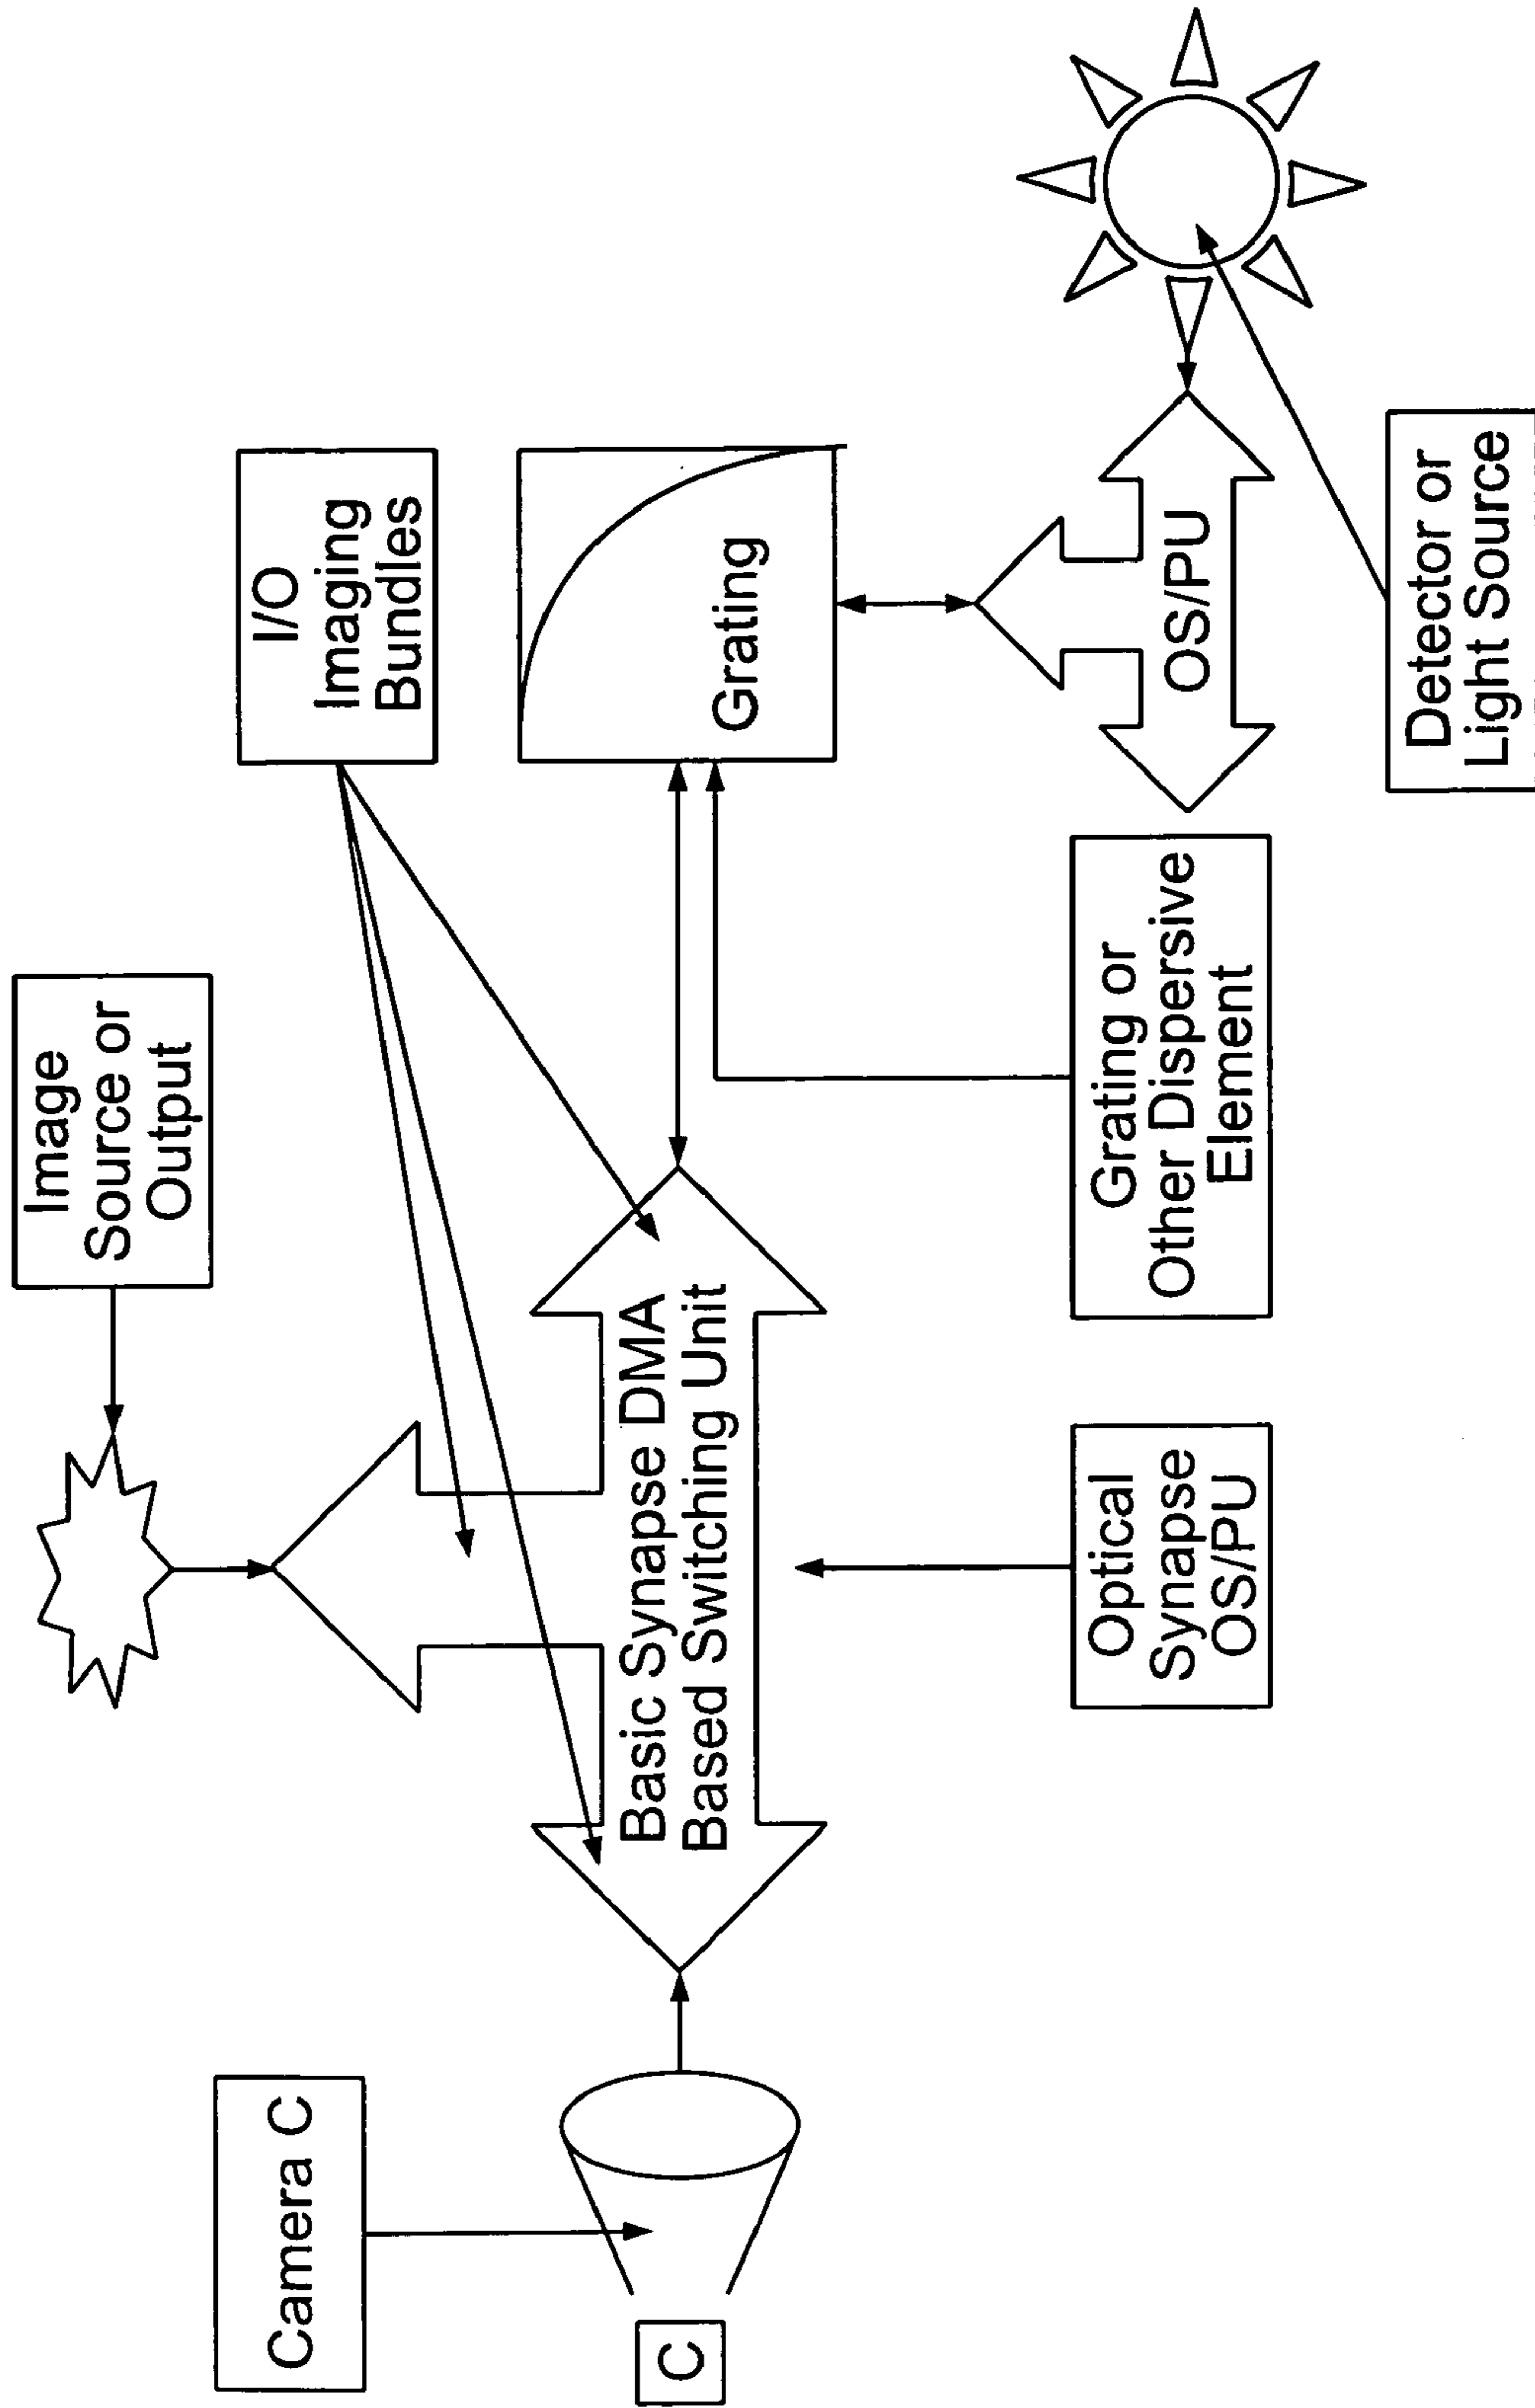 Image
Source or
Output
I/O
Imaging
Bundles
Camera C
C
Basic Synapse DMA
Based Switching Unit
Grating
OS/PU
Optical
Synapse
OS/PU
Grating or
Other Dispersive
Element
Detector or
Light Source